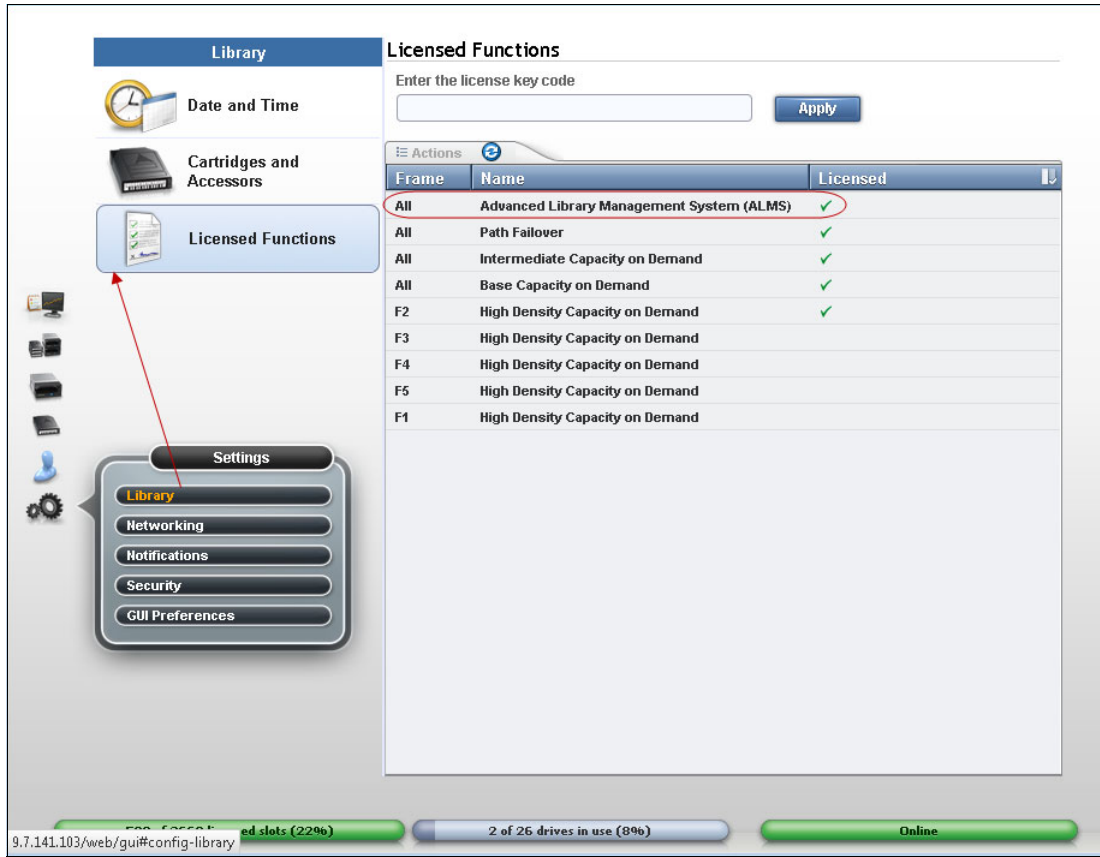 Library
Date and Time
Cartridges and
Accessors
Licensed Functions
Settings
Library
Networking
Notifications
Security
GUI Preferences
Licensed Functions
Enter the license key code
Apply
Actions
Frame Name Licensed
All Advanced Library Management System (ALMS) ✓
All Path Failover ✓
All Intermediate Capacity on Demand ✓
All Base Capacity on Demand ✓
F2 High Density Capacity on Demand ✓
F3 High Density Capacity on Demand
F4 High Density Capacity on Demand
F5 High Density Capacity on Demand
F1 High Density Capacity on Demand
slots (22%)
2 of 26 drives in use (8%)
Online
9.7.141.103/web/gui#config-library